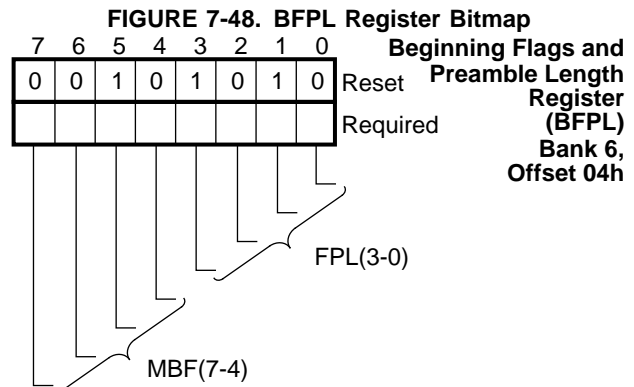 FIGURE 7-48. BFPL Register Bitmap
7 6 5 4 3 2 1 0
Beginning Flags and
Preamble Length
Register
(BFPL)
Bank 6,
Offset 04h
0 0 1 0 1 0 1 0 Reset
Required
FPL(3-0)
MBF(7-4)